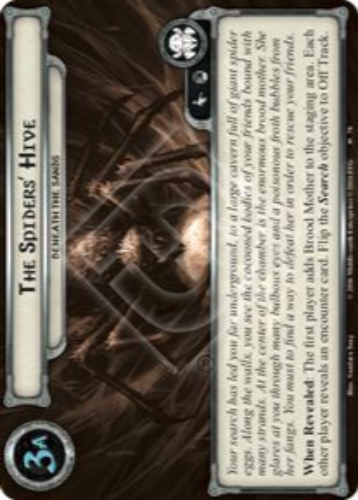 3A
THE SPIDERS' HIVE
BENEATH THE SANDS
Your search has led you far underground, to a large cavern full of giant spider
eggs. Along the walls, you see the cocooned bodies of your friends bound with
many strands. At the center of the chamber is the enormous brood mother. She
glares at you through many bulbous eyes and a poisonous froth bubbles from
her fangs. You must to find a way to defeat her in order to rescue your friends.
When Revealed: The first player adds Brood Mother to the staging area. Each
other player reveals an encounter card. Flip the Search objective to Off Track.